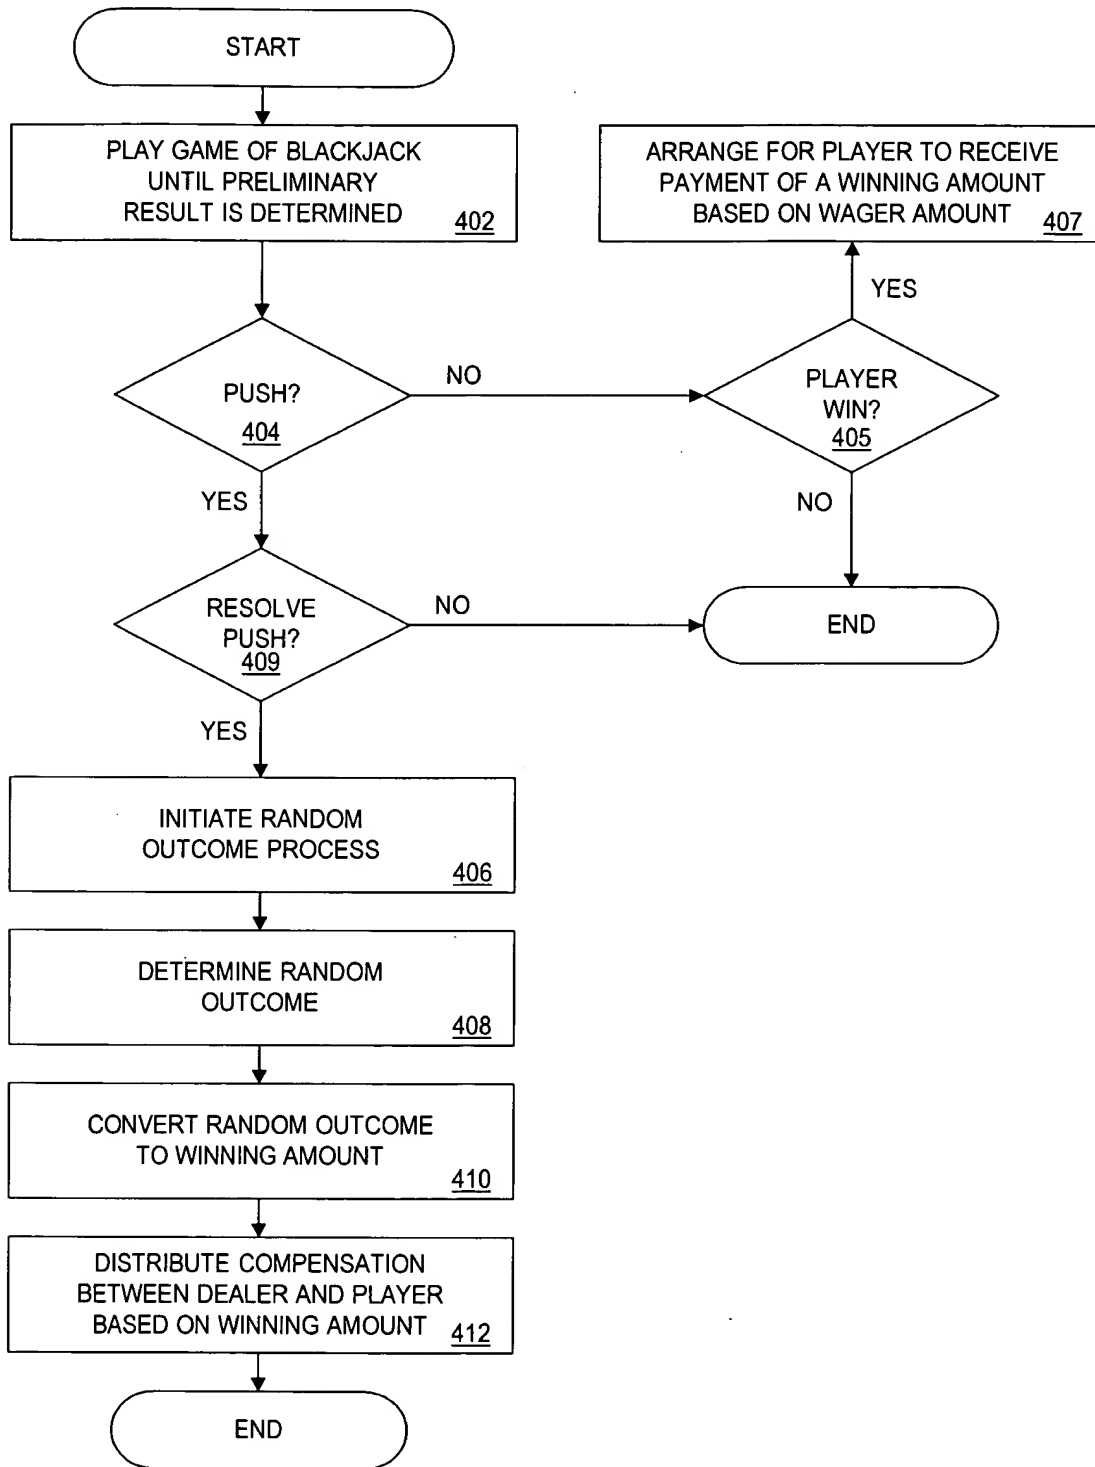 START
PLAY GAME OF BLACKJACK
UNTIL PRELIMINARY
RESULT IS DETERMINED
402
ARRANGE FOR PLAYER TO RECEIVE
PAYMENT OF A WINNING AMOUNT
BASED ON WAGER AMOUNT
407
YES
PUSH?
404
NO
PLAYER
WIN?
405
YES
NO
RESOLVE
PUSH?
409
NO
END
YES
INITIATE RANDOM
OUTCOME PROCESS
406
DETERMINE RANDOM
OUTCOME
408
CONVERT RANDOM OUTCOME
TO WINNING AMOUNT
410
DISTRIBUTE COMPENSATION
BETWEEN DEALER AND PLAYER
BASED ON WINNING AMOUNT
412
END